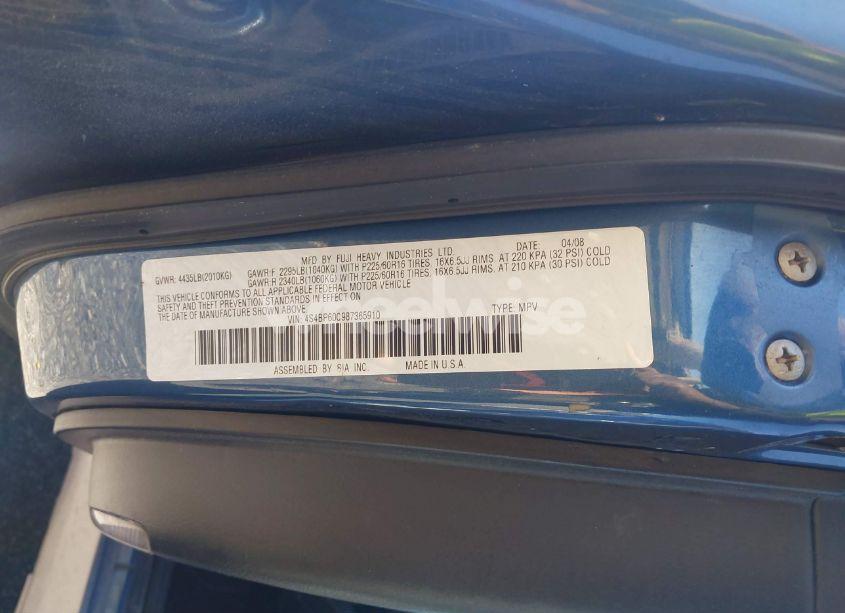 MFD BY FUJI HEAVY INDUSTRIES LTD. DATE: 04/08
GVWR: 4435LB(2010KG) GAWR:F 2295LB(1040KG) WITH P225/60R16 TIRES, 16X6.5JJ RIMS, AT 220 KPA (32 PSI) COLD
GAWR:R 2340LB(1060KG) WITH P225/60R16 TIRES, 16X6.5JJ RIMS, AT 210 KPA (30 PSI) COLD
THIS VEHICLE CONFORMS TO ALL APPLICABLE FEDERAL MOTOR VEHICLE
SAFETY AND THEFT PREVENTION STANDARDS IN EFFECT ON
THE DATE OF MANUFACTURE SHOWN ABOVE.
VIN: 4S4BP60C987365910 TYPE: MPV
ASSEMBLED BY SIA INC. MADE IN U.S.A.
Wheelwise